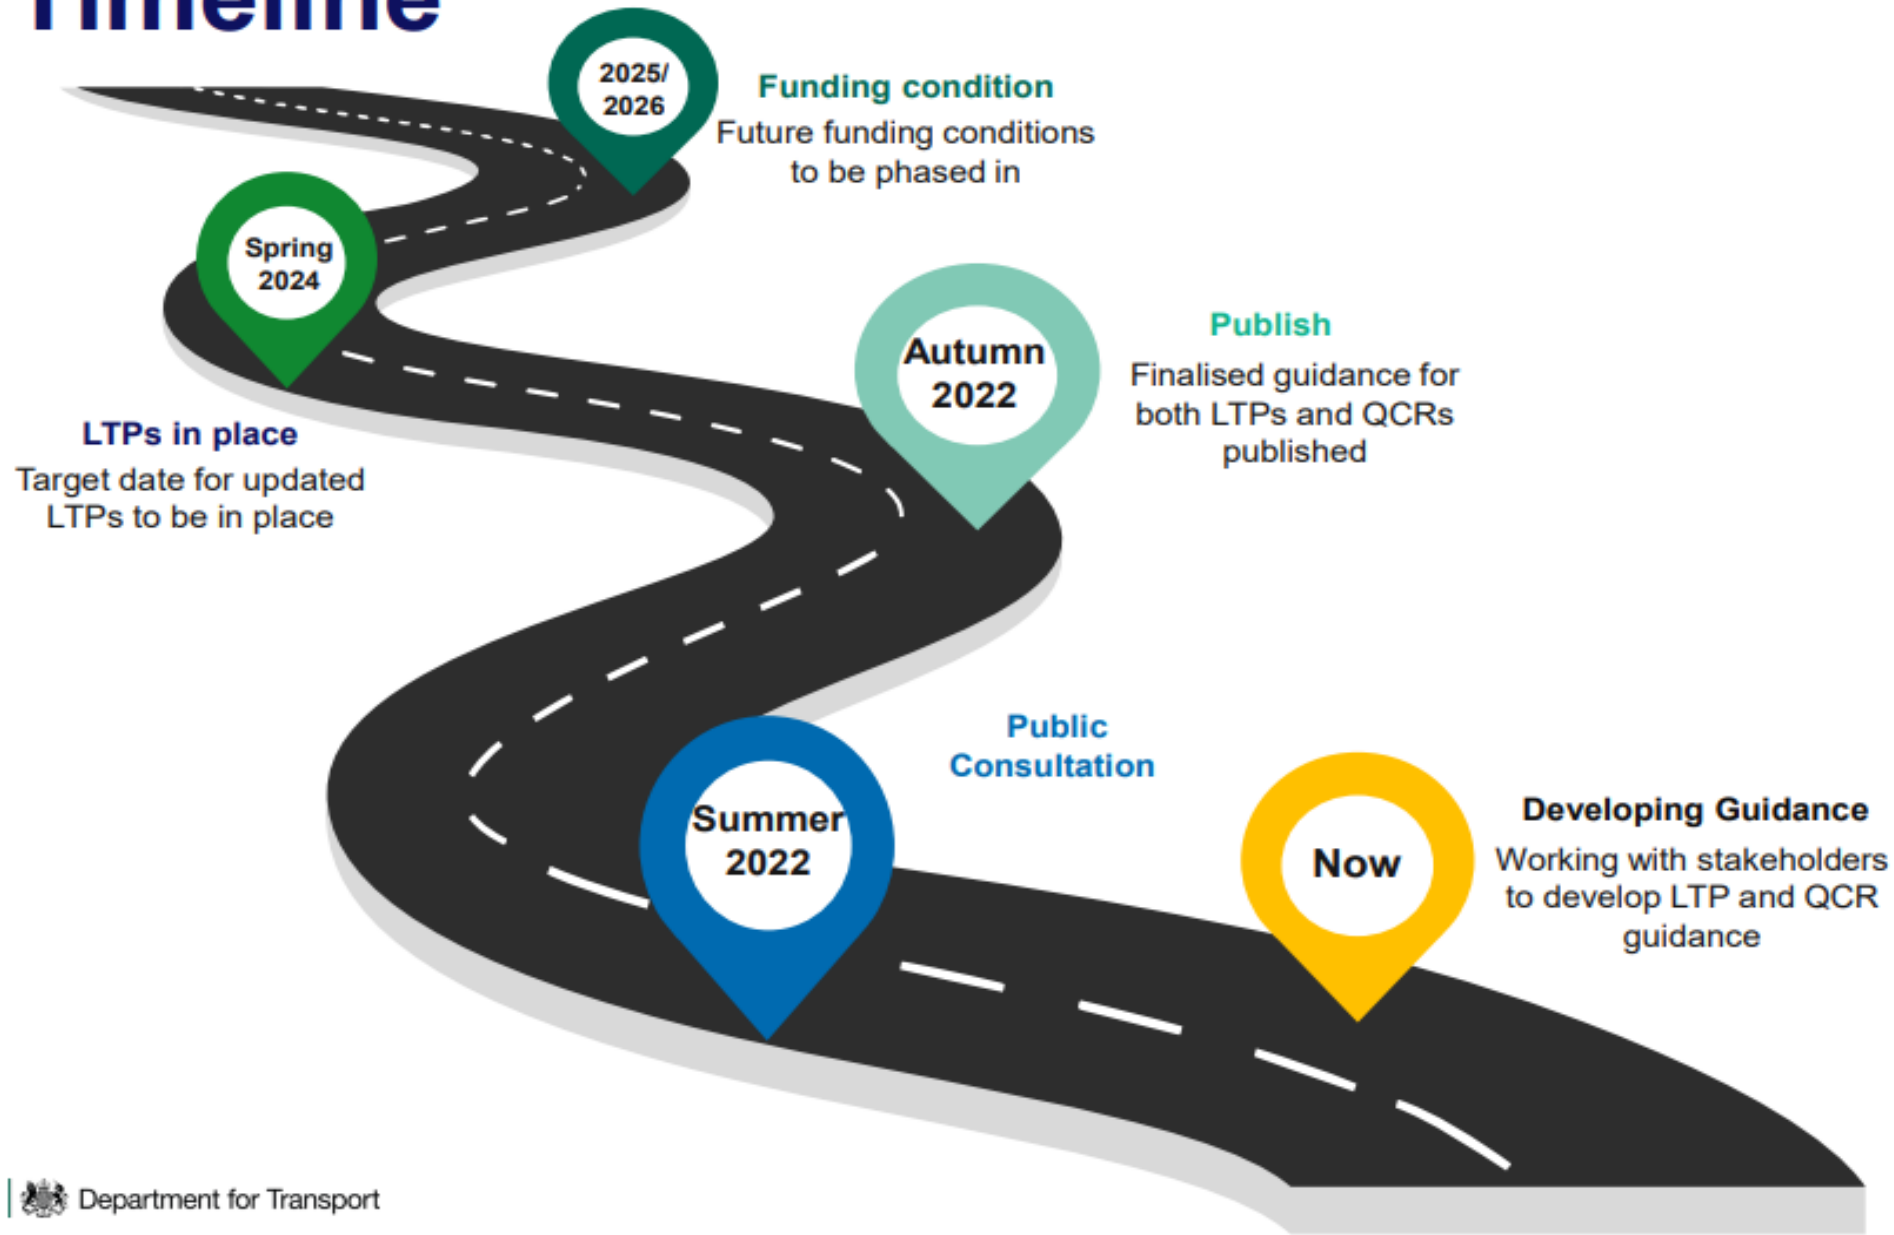 Timeline
2025/
2026
Funding condition
Future funding conditions
to be phased in
Spring
2024
LTPs in place
Target date for updated
LTPs to be in place
Autumn
2022
Publish
Finalised guidance for
both LTPs and QCRs
published
Summer
2022
Public
Consultation
Now
Developing Guidance
Working with stakeholders
to develop LTP and QCR
guidance
Department for Transport